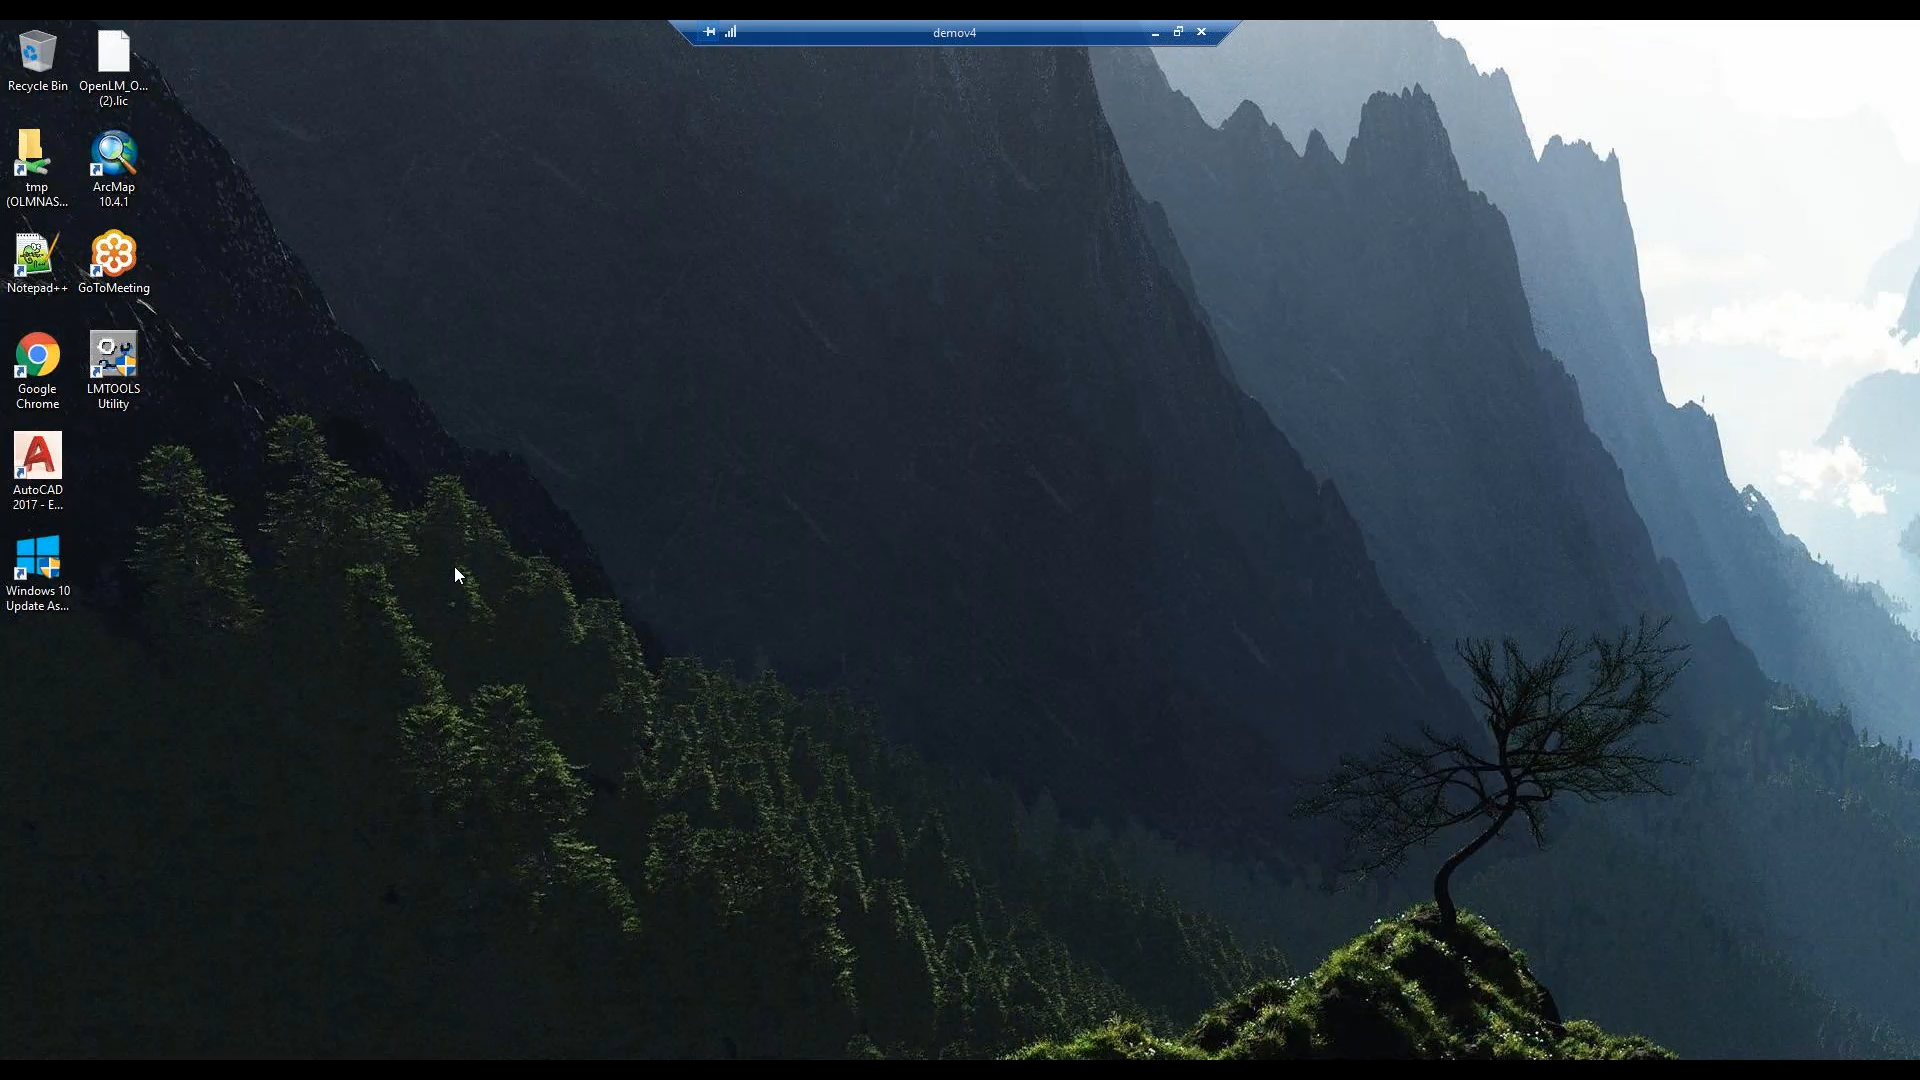 demov4
Recycle Bin
OpenLM_O...
(2).lic
tmp
(OLMNAS...
ArcMap
10.4.1
Notepad++
GoToMeeting
Google
Chrome
LMTOOLS
Utility
AutoCAD
2017 - E...
Windows 10
Update As...